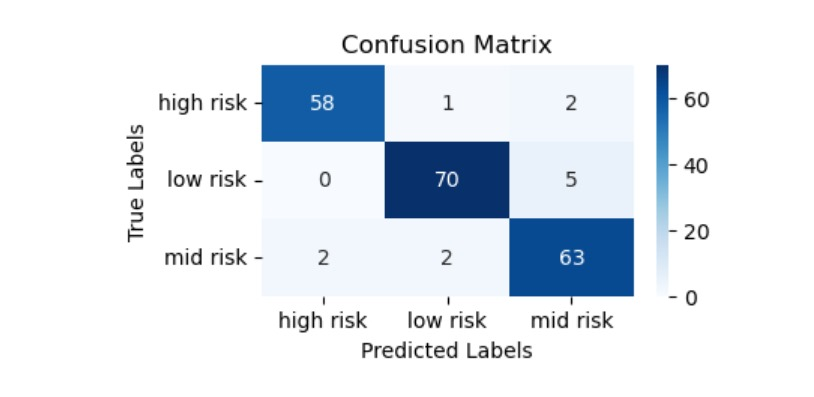 Confusion Matrix
True Labels
high risk 58 1 2
low risk 0 70 5
mid risk 2 2 63
high risk low risk mid risk
Predicted Labels
60
40
20
0